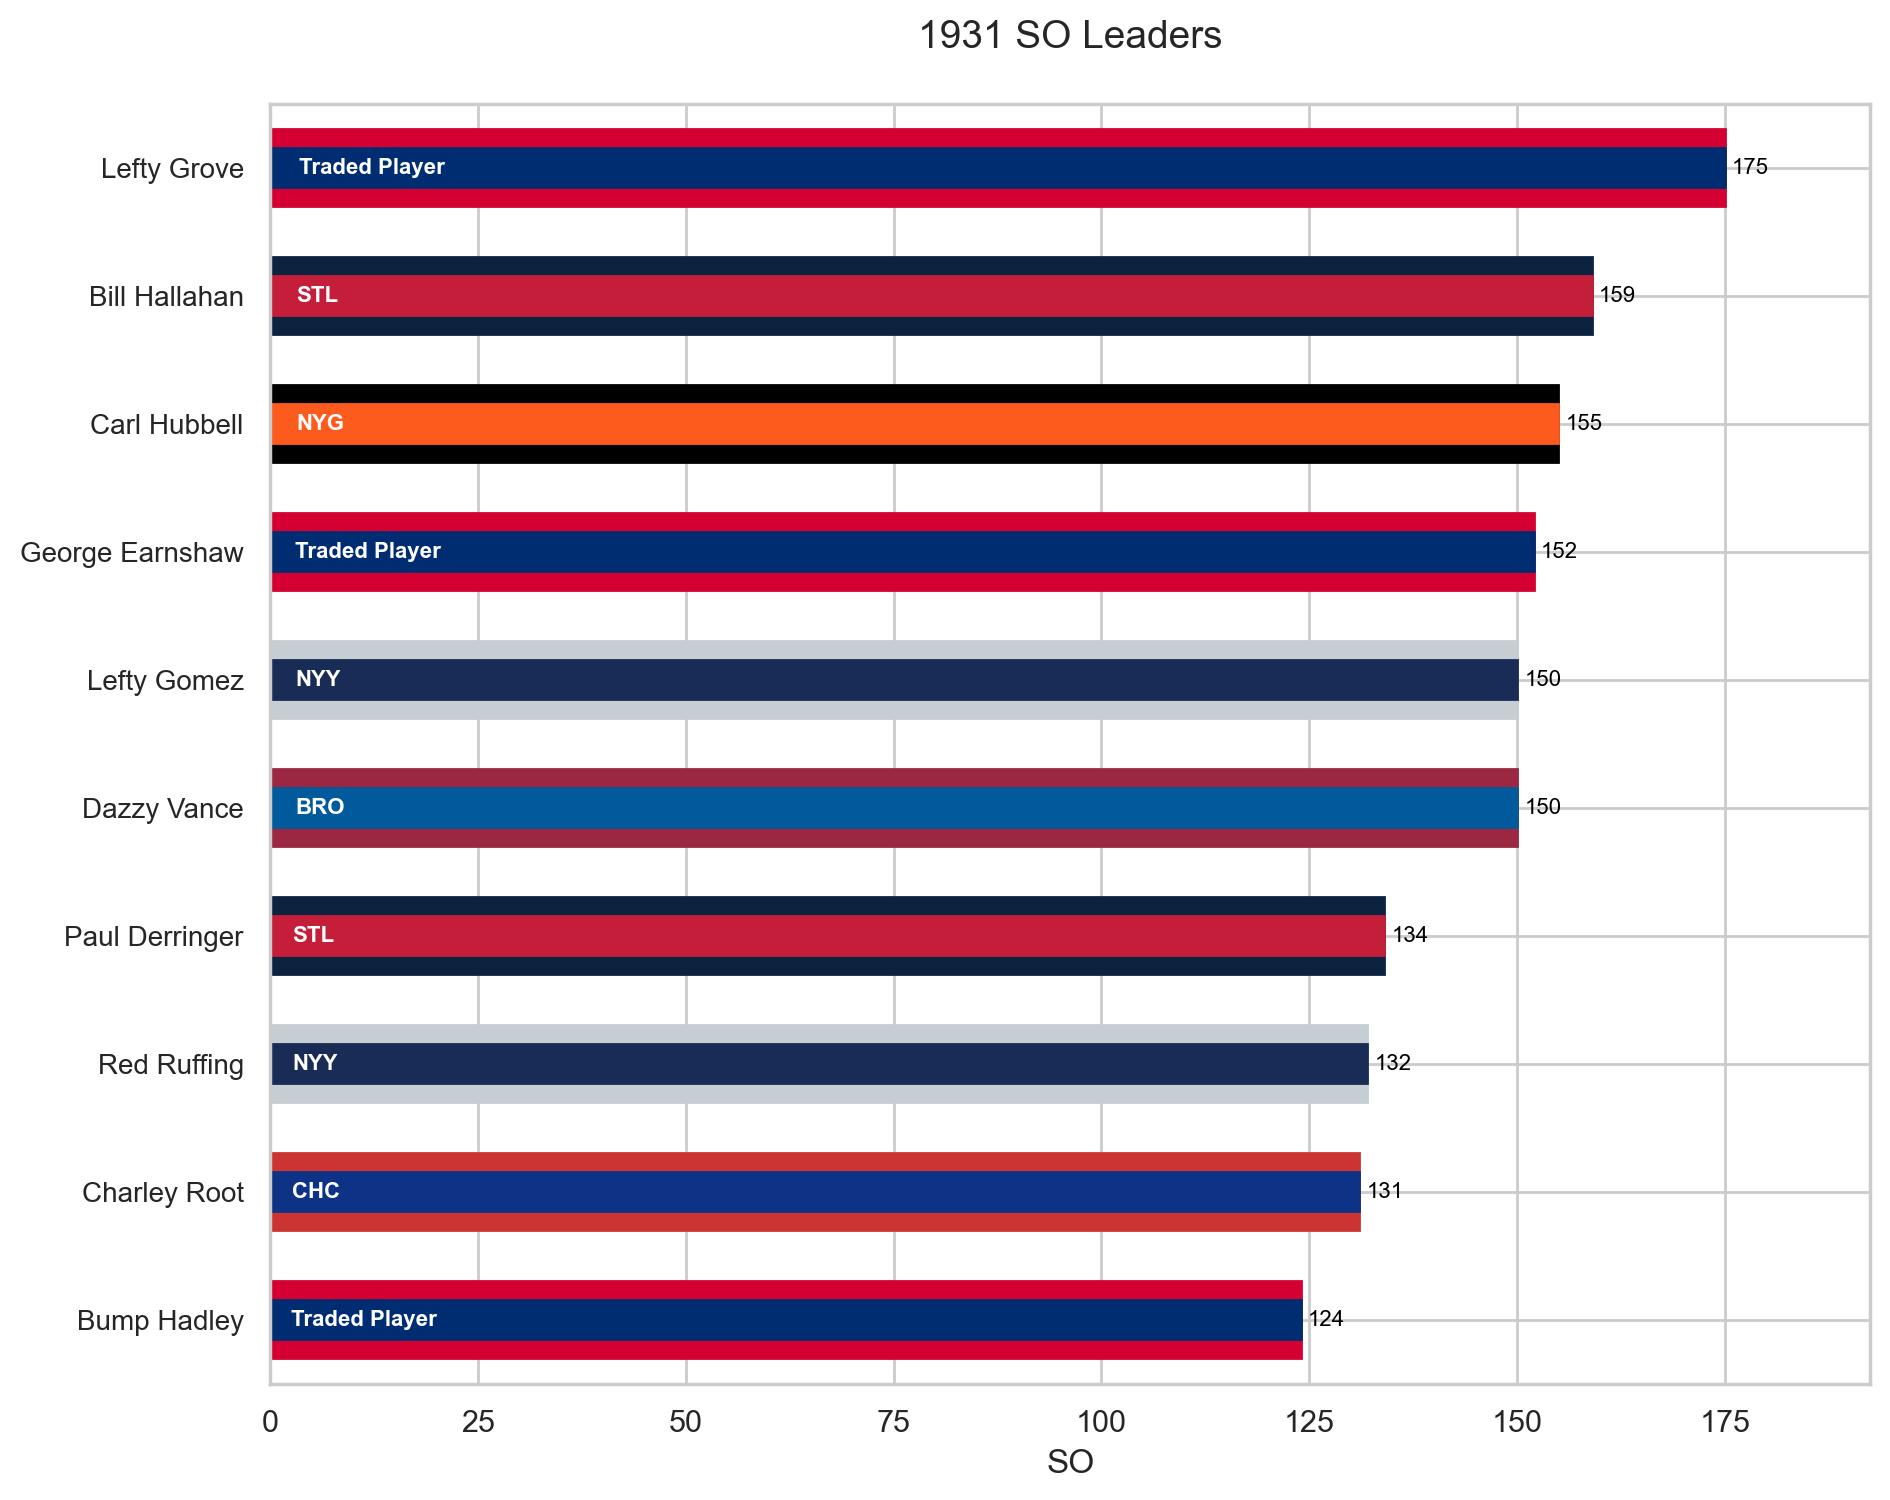 1931 SO Leaders
Lefty Grove Traded Player 175
Bill Hallahan STL 159
Carl Hubbell NYG 155
George Earnshaw Traded Player 152
Lefty Gomez NYY 150
Dazzy Vance BRO 150
Paul Derringer STL 134
Red Ruffing NYY 132
Charley Root CHC 131
Bump Hadley Traded Player 124
0 25 50 75 100 125 150 175
SO